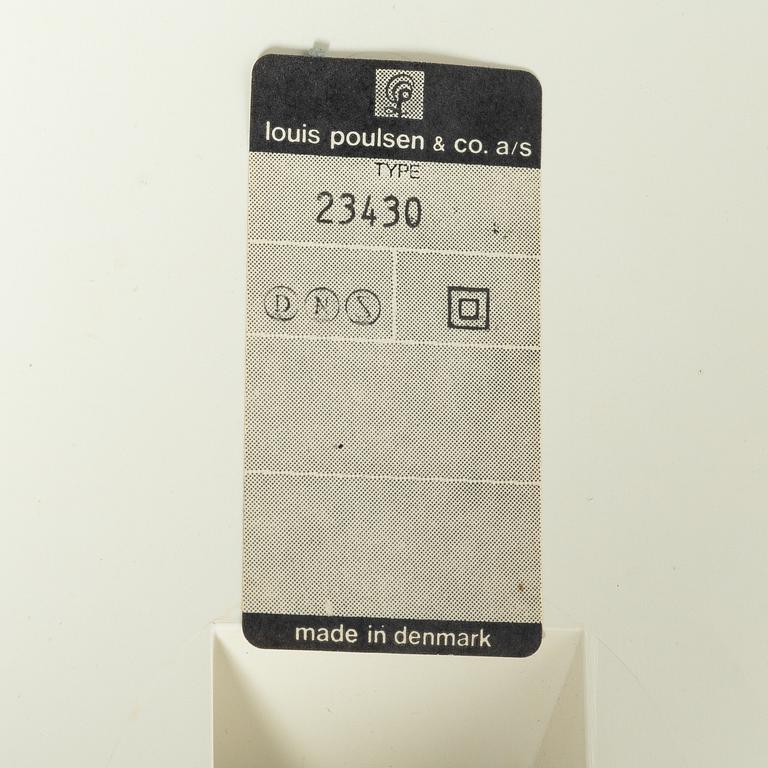 louis poulsen & co. a/s
TYPE
23430
D N S
made in denmark